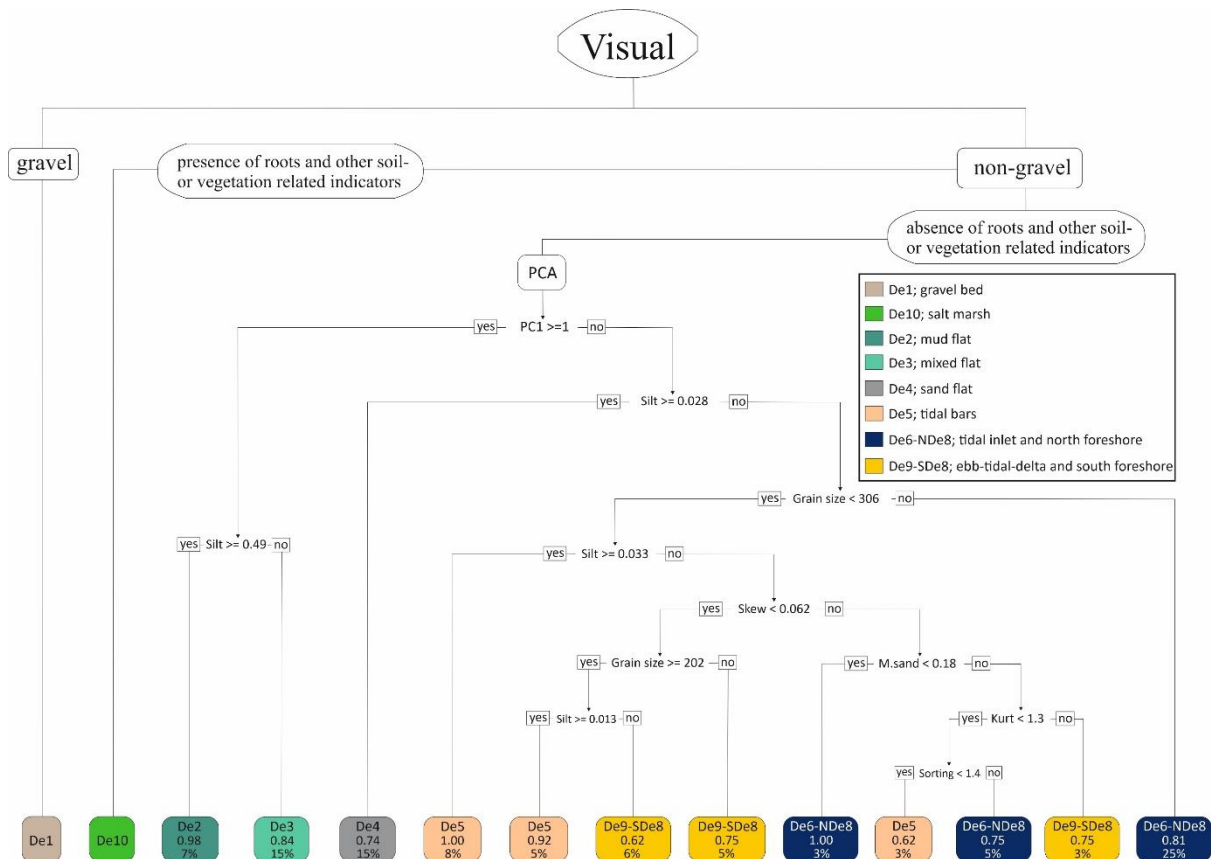 Visual
gravel
presence of roots and other soil-
or vegetation related indicators
non-gravel
absence of roots and other soil-
or vegetation related indicators
PCA
De1; gravel bed
De10; salt marsh
De2; mud flat
De3; mixed flat
De4; sand flat
De5; tidal bars
De6-NDe8; tidal inlet and north foreshore
De9-SDe8; ebb-tidal-delta and south foreshore
yes PC1 >=1 no
yes Silt >= 0.028 no
yes Grain size < 306 no
yes Silt >= 0.49 no
yes Silt >= 0.033 no
yes Skew < 0.062 no
yes Grain size >= 202 no
yes M.sand < 0.18 no
yes Silt >= 0.013 no
yes Kurt < 1.3 no
yes Sorting < 1.4 no
De1
De10
De2
0.98
7%
De3
0.84
15%
De4
0.74
15%
De5
1.00
8%
De5
0.92
5%
De9-SDe8
0.62
6%
De9-SDe8
0.75
5%
De6-NDe8
1.00
3%
De5
0.62
3%
De6-NDe8
0.75
5%
De9-SDe8
0.75
3%
De6-NDe8
0.81
25%